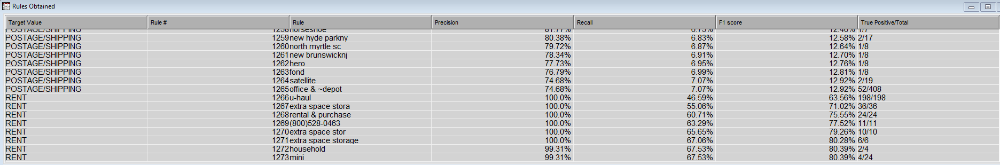 Rules Obtained
Target Value Rule # Rule Precision Recall F1 score True Positive/Total
POSTAGE/SHIPPING 1258 horseshoe 81.77% 6.75% 12.46% 1/7
POSTAGE/SHIPPING 1259 new hyde parkny 80.38% 6.83% 12.58% 2/17
POSTAGE/SHIPPING 1260 north myrtle sc 79.72% 6.87% 12.64% 1/8
POSTAGE/SHIPPING 1261 new brunswicknj 78.34% 6.91% 12.70% 1/8
POSTAGE/SHIPPING 1262 hero 77.73% 6.95% 12.76% 1/8
POSTAGE/SHIPPING 1263 fond 76.79% 6.99% 12.81% 1/8
POSTAGE/SHIPPING 1264 satellite 74.68% 7.07% 12.92% 2/19
POSTAGE/SHIPPING 1265 office & ~depot 74.68% 7.07% 12.92% 52/408
RENT 1266 u-haul 100.0% 46.59% 63.56% 198/198
RENT 1267 extra space stora 100.0% 55.06% 71.02% 36/36
RENT 1268 rental & purchase 100.0% 60.71% 75.55% 24/24
RENT 1269 (800)528-0463 100.0% 63.29% 77.52% 11/11
RENT 1270 extra space stor 100.0% 65.65% 79.26% 10/10
RENT 1271 extra space storage 100.0% 67.06% 80.28% 6/6
RENT 1272 household 99.31% 67.53% 80.39% 2/4
RENT 1273 mini 99.31% 67.53% 80.39% 4/24